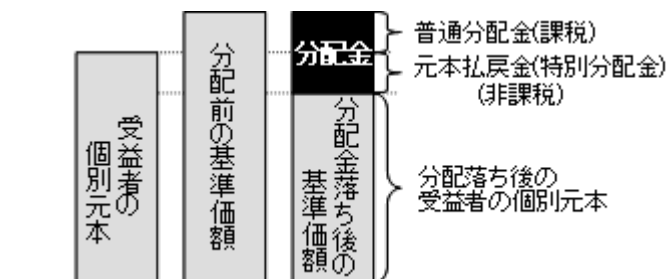 受益者の
個別元本
分配前の基準価額
分配金
分配金落ち後の
基準価額
普通分配金(課税)
元本払戻金(特別分配金)
(非課税)
分配落ち後の
受益者の個別元本